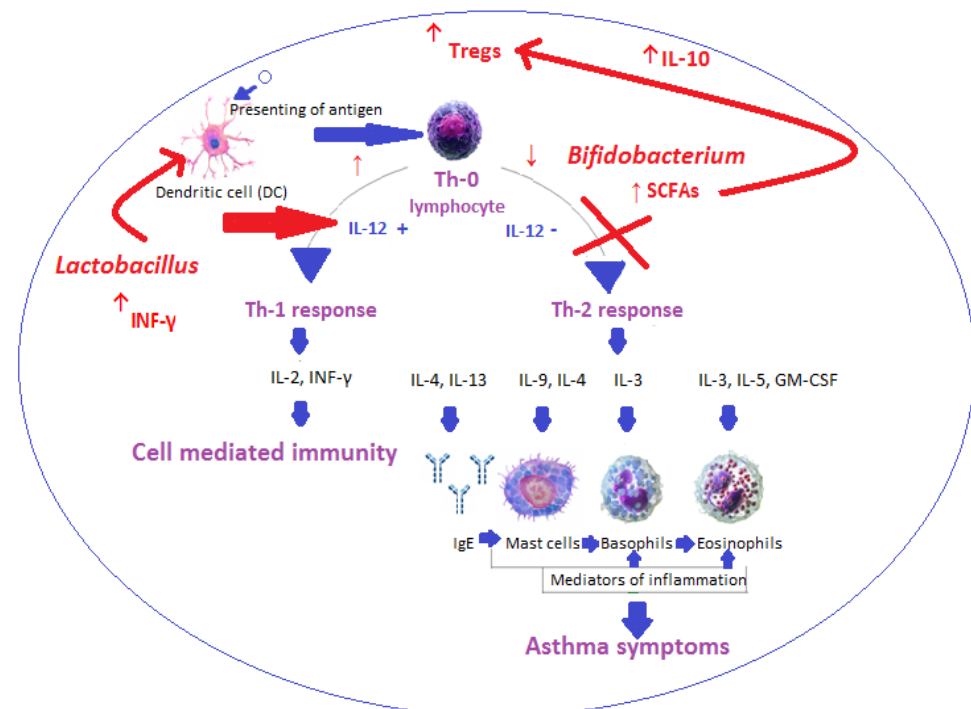 ↑
Tregs
↑ IL-10
Presenting of antigen
↑
↓
Bifidobacterium
↑ SCFAs
Th-0
lymphocyte
Dendritic cell (DC)
IL-12 +
IL-12 -
Lactobacillus
↑
INF-γ
Th-1 response
Th-2 response
IL-2, INF-γ
IL-4, IL-13
IL-9, IL-4
IL-3
IL-3, IL-5, GM-CSF
Cell mediated immunity
IgE
Mast cells
Basophils
Eosinophils
Mediators of inflammation
Asthma symptoms